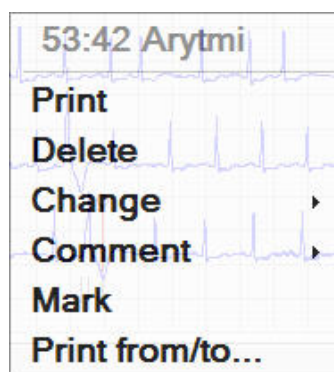 53:42 Arytmi
Print
Delete
Change
Comment
Mark
Print from/to...